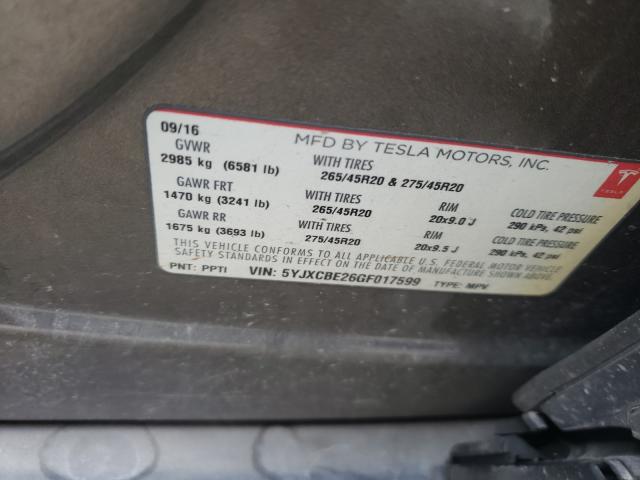 09/16
MFD BY TESLA MOTORS, INC.
GVWR
2985 kg (6581 lb)
WITH TIRES
265/45R20 & 275/45R20
TESLA
GAWR FRT
1470 kg (3241 lb)
WITH TIRES
265/45R20
RIM
20x9.0 J
COLD TIRE PRESSURE
290 kPs, 42 psi
GAWR RR
1675 kg (3693 lb)
WITH TIRES
275/45R20
RIM
20x9.5 J
COLD TIRE PRESSURE
290 kPs, 42 psi
THIS VEHICLE CONFORMS TO ALL APPLICABLE U.S. FEDERAL MOTOR VEHICLE
SAFETY STANDARDS IN EFFECT ON THE DATE OF MANUFACTURE SHOWN ABOVE.
PNT: PPTI VIN: 5YJXCBE26GF017599 TYPE: MPV